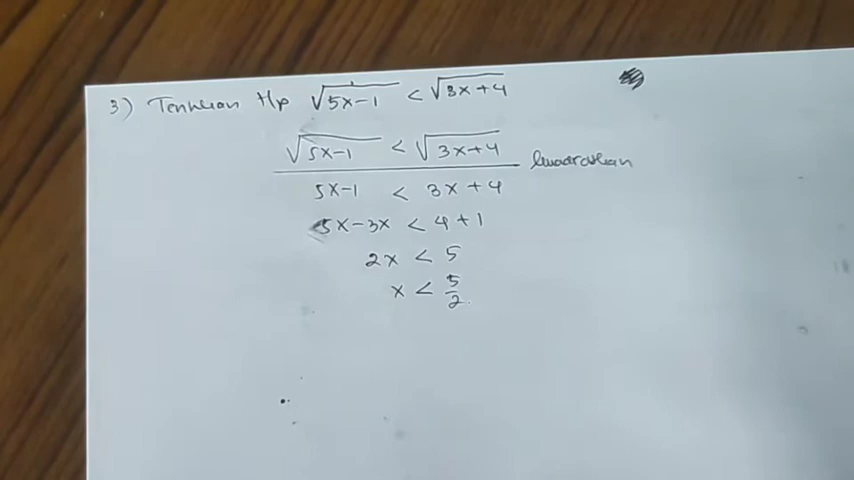 3) Tentukan Hp √5x-1 < √3x+4
√5x-1 < √3x+4 kuadratkan
5x-1 < 3x+4
5x-3x < 4+1
2x < 5
x < 5/2